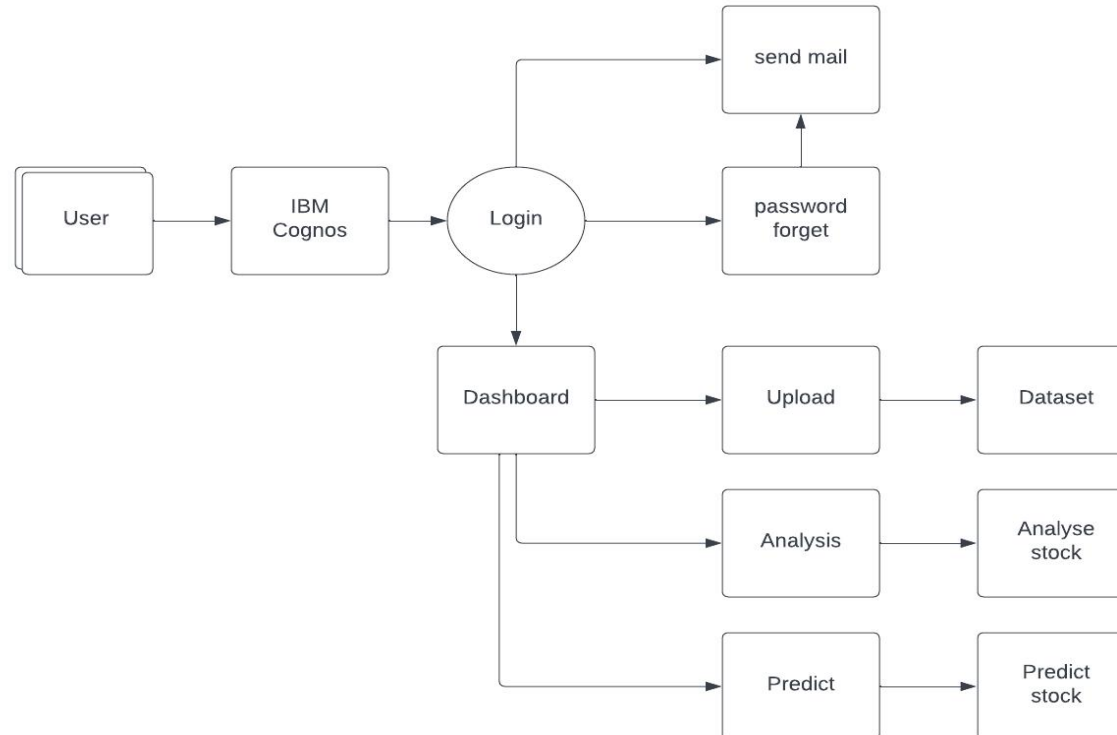 send mail
User
IBM
Cognos
Login
password
forget
Dashboard
Upload
Dataset
Analysis
Analyse
stock
Predict
Predict
stock